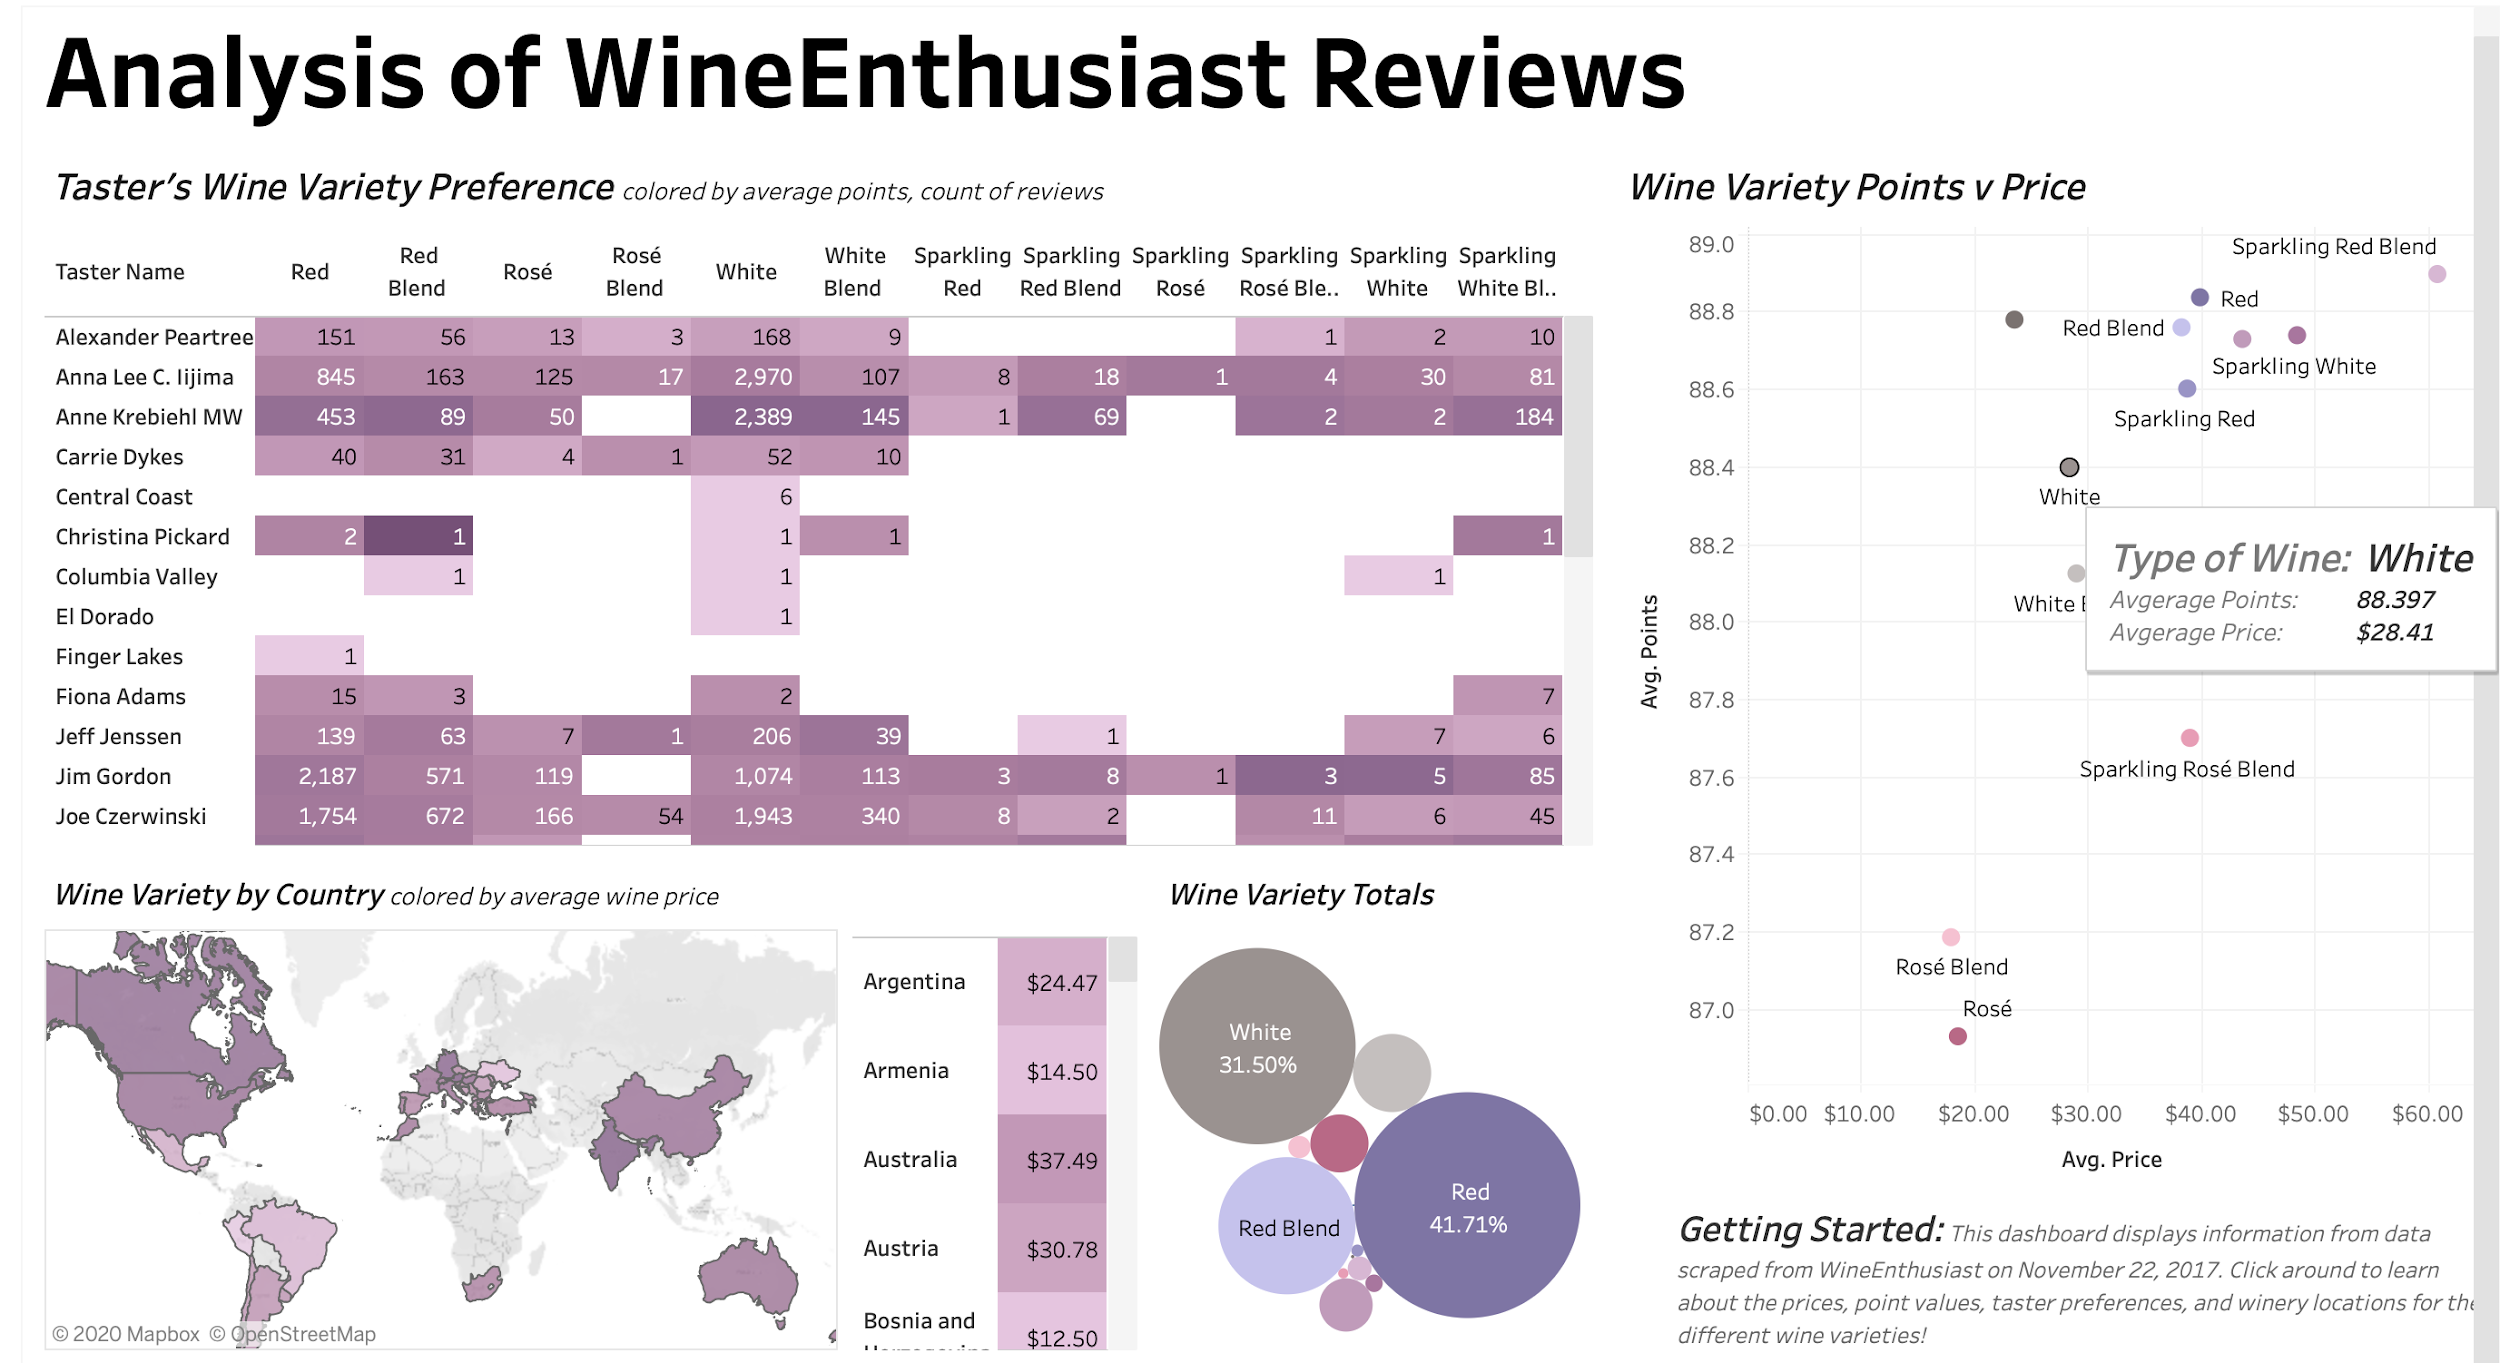 Analysis of WineEnthusiast Reviews
Taster's Wine Variety Preference colored by average points, count of reviews
Taster Name Red Red Blend Rosé Rosé Blend White White Blend Sparkling Red Sparkling Red Blend Sparkling Rosé Sparkling Rosé Ble.. Sparkling White Sparkling White Bl..
Alexander Peartree 151 56 13 3 168 9 1 2 10
Anna Lee C. Iijima 845 163 125 17 2,970 107 8 18 1 4 30 81
Anne Krebiehl MW 453 89 50 2,389 145 1 69 2 2 184
Carrie Dykes 40 31 4 1 52 10
Central Coast 6
Christina Pickard 2 1 1 1 1
Columbia Valley 1 1 1
El Dorado 1
Finger Lakes 1
Fiona Adams 15 3 2 7
Jeff Jenssen 139 63 7 1 206 39 1 7 6
Jim Gordon 2,187 571 119 1,074 113 3 8 1 3 5 85
Joe Czerwinski 1,754 672 166 54 1,943 340 8 2 11 6 45
Wine Variety by Country colored by average wine price
© 2020 Mapbox © OpenStreetMap
Argentina $24.47
Armenia $14.50
Australia $37.49
Austria $30.78
Bosnia and
$12.50
Wine Variety Totals
White
31.50%
Red Blend
Red
41.71%
Wine Variety Points v Price
89.0
88.8
88.6
88.4
88.2
88.0
87.8
87.6
87.4
87.2
87.0
Avg. Points
Sparkling Red Blend
Red
Red Blend
Sparkling White
Sparkling Red
White
White
Type of Wine: White
Avgerage Points: 88.397
Avgerage Price: $28.41
Sparkling Rosé Blend
Rosé Blend
Rosé
$0.00 $10.00 $20.00 $30.00 $40.00 $50.00 $60.00
Avg. Price
Getting Started: This dashboard displays information from data
scraped from WineEnthusiast on November 22, 2017. Click around to learn
about the prices, point values, taster preferences, and winery locations for the
different wine varieties!